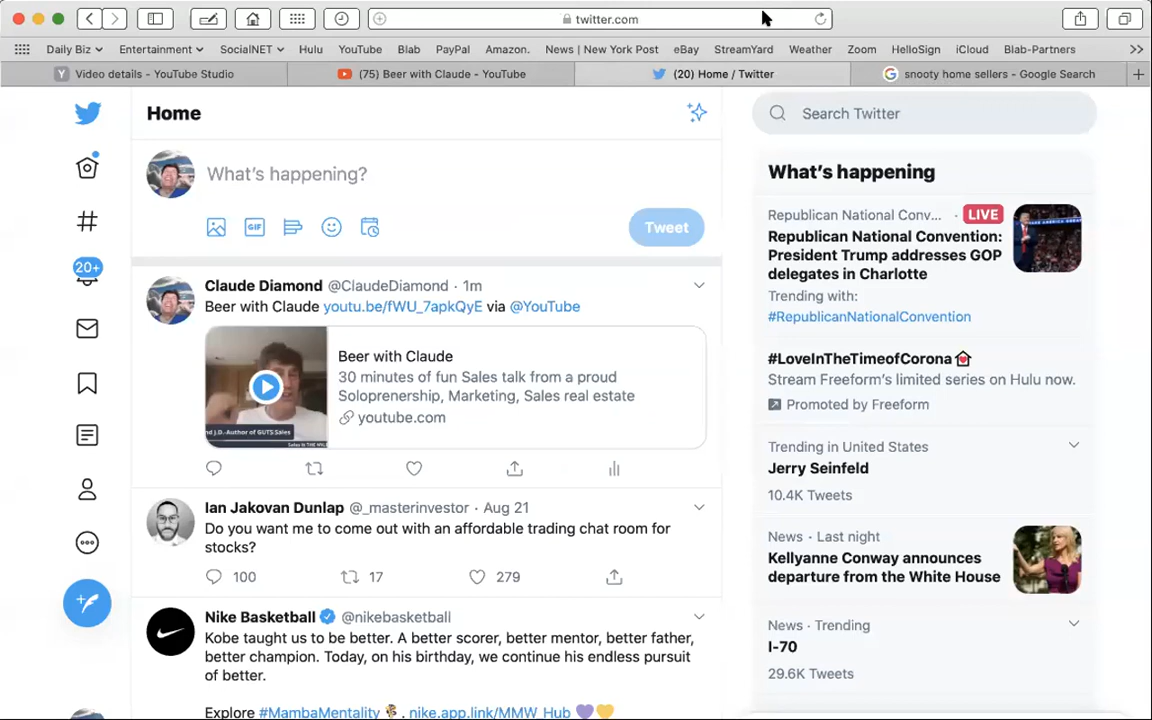 twitter.com
Daily Biz Entertainment SocialNET Hulu YouTube Blab PayPal Amazon. News | New York Post eBay StreamYard Weather Zoom HelloSign iCloud Blab-Partners
Y Video details - YouTube Studio
(75) Beer with Claude - YouTube
(20) Home / Twitter
snooty home sellers - Google Search
Home
What's happening?
GIF
Tweet
20+
Claude Diamond @ClaudeDiamond · 1m
Beer with Claude youtu.be/fWU_7apkQyE via @YouTube
Beer with Claude
30 minutes of fun Sales talk from a proud
Soloprenership, Marketing, Sales real estate
youtube.com
nd J.D.-Author of GUTS.Sales
Ian Jakovan Dunlap @_masterinvestor · Aug 21
Do you want me to come out with an affordable trading chat room for
stocks?
100 17 279
Nike Basketball @nikebasketball
Kobe taught us to be better. A better scorer, better mentor, better father,
better champion. Today, on his birthday, we continue his endless pursuit
of better.
Explore #MambaMentality . nike.app.link/MMW_Hub
Search Twitter
What's happening
Republican National Conv... · LIVE
Republican National Convention:
President Trump addresses GOP
delegates in Charlotte
Trending with:
#RepublicanNationalConvention
#LoveInTheTimeofCorona
Stream Freeform's limited series on Hulu now.
Promoted by Freeform
Trending in United States
Jerry Seinfeld
10.4K Tweets
News · Last night
Kellyanne Conway announces
departure from the White House
News · Trending
I-70
29.6K Tweets